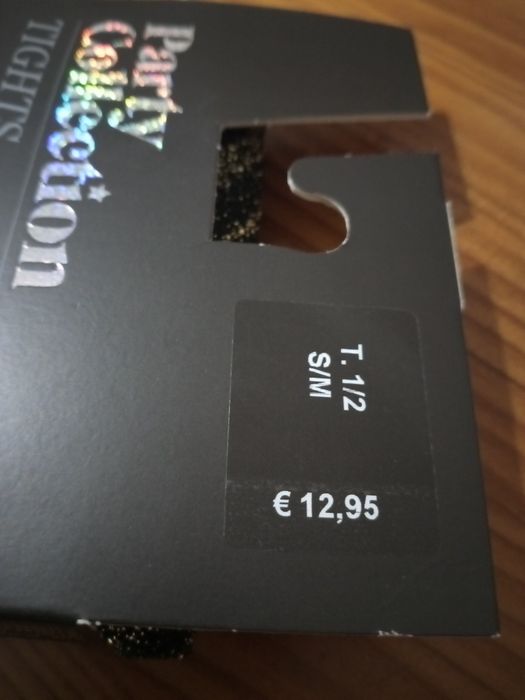 Party
Collection
TIGHTS
T. 1/2
S/M
€ 12,95